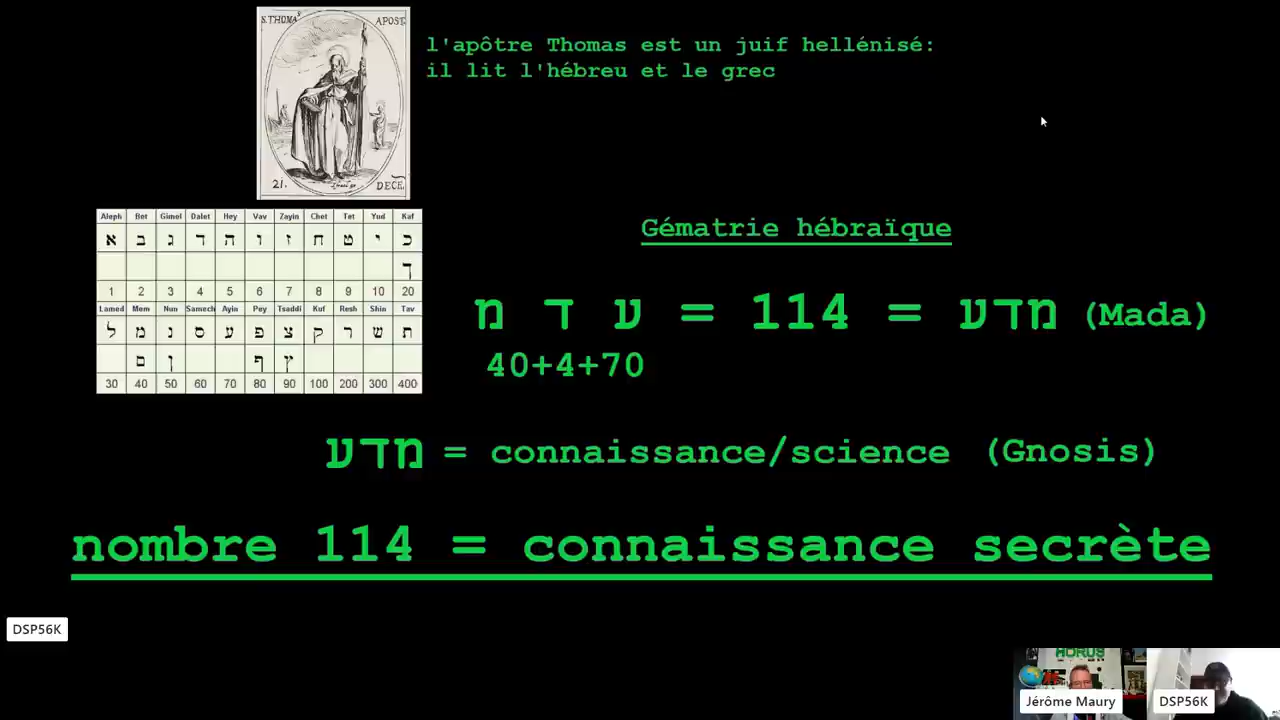 S. THOMAS APOST.
21. DECE.
l'apôtre Thomas est un juif hellénisé:
il lit l'hébreu et le grec
Aleph Bet Gimel Dalet Hey Vav Zayin Chet Tet Yud Kaf
א ב ג ד ה ו ז ח ט י כ
ך
1 2 3 4 5 6 7 8 9 10 20
Lamed Mem Nun Samech Ayin Pey Tsaddi Kuf Resh Shin Tav
ל מ נ ס ע פ צ ק ר ש ת
ם ן ף ץ
30 40 50 60 70 80 90 100 200 300 400
Gématrie hébraïque
מ ד ע = 114 = מדע (Mada)
40+4+70
מדע = connaissance/science (Gnosis)
nombre 114 = connaissance secrète
DSP56K
HORUS
Jérôme Maury
DSP56K